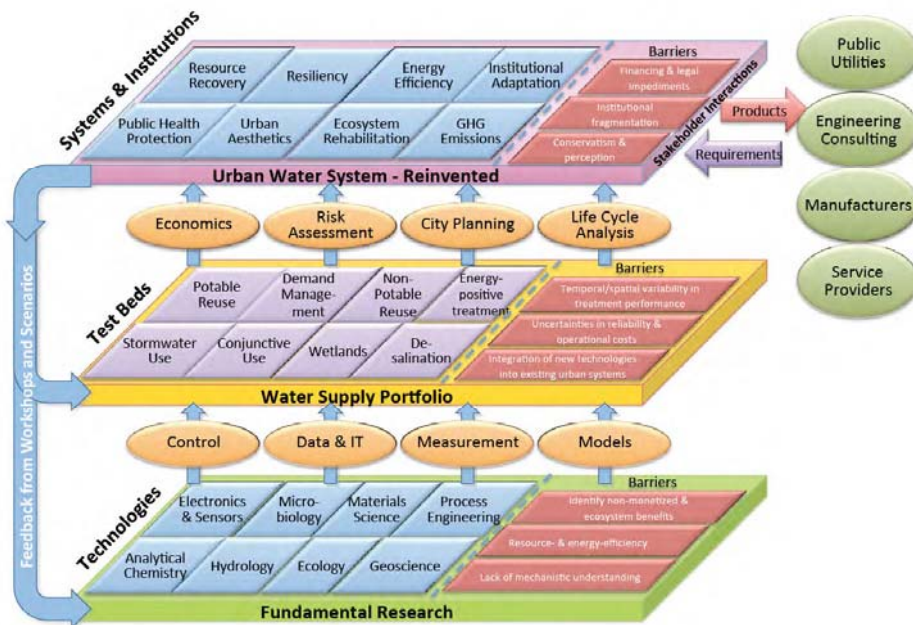 Systems & Institutions
Resource
Recovery
Resiliency
Energy
Efficiency
Institutional
Adaptation
Public Health
Protection
Urban
Aesthetics
Ecosystem
Rehabilitation
GHG
Emissions
Barriers
Financing & legal
impediments
Institutional
fragmentation
Conservatism &
perception
Stakeholder Interactions
Urban Water System - Reinvented
Products
Requirements
Public
Utilities
Engineering
Consulting
Manufacturers
Service
Providers
Economics
Risk
Assessment
City Planning
Life Cycle
Analysis
Test Beds
Potable
Reuse
Demand
Manage-
ment
Non-
Potable
Reuse
Energy-
positive
treatment
Stormwater
Use
Conjunctive
Use
Wetlands
De-
salination
Barriers
Temporal/spatial variability in
treatment performance
Uncertainties in reliability &
operational costs
Integration of new technologies
into existing urban systems
Water Supply Portfolio
Control
Data & IT
Measurement
Models
Technologies
Electronics
& Sensors
Micro-
biology
Materials
Science
Process
Engineering
Analytical
Chemistry
Hydrology
Ecology
Geoscience
Barriers
Identify non-monetized &
ecosystem benefits
Resource- & energy-efficiency
Lack of mechanistic understanding
Fundamental Research
Feedback from Workshops and Scenarios